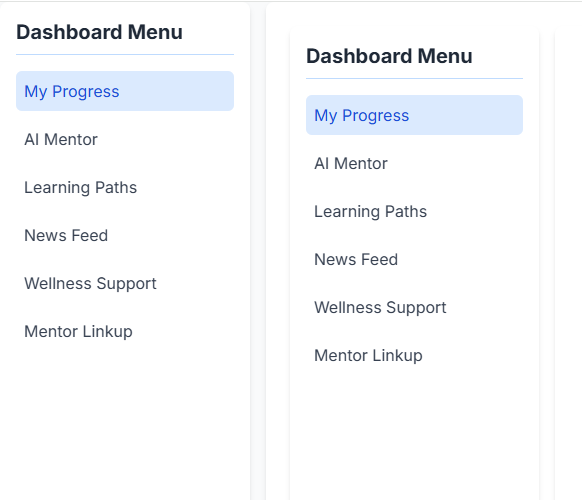 Dashboard Menu
My Progress
AI Mentor
Learning Paths
News Feed
Wellness Support
Mentor Linkup
Dashboard Menu
My Progress
AI Mentor
Learning Paths
News Feed
Wellness Support
Mentor Linkup